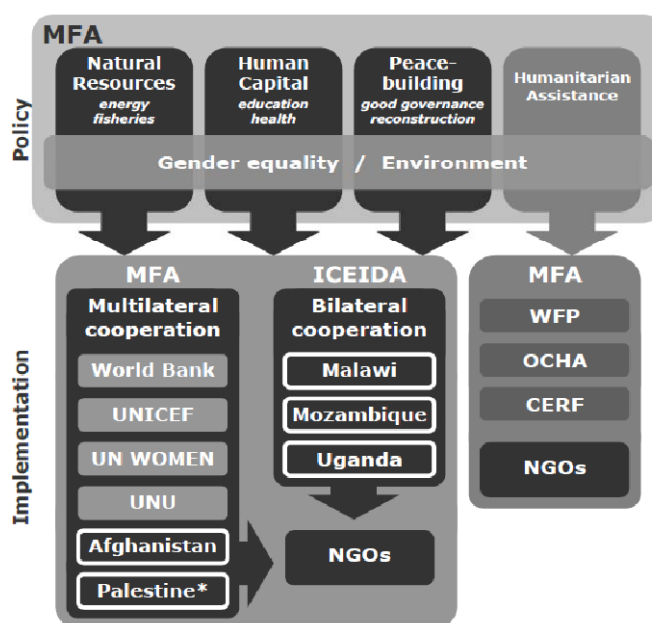 MFA
Policy
Natural
Resources
energy
fisheries
Human
Capital
education
health
Peace-
building
good governance
reconstruction
Humanitarian
Assistance
Gender equality / Environment
Implementation
MFA
Multilateral
cooperation
World Bank
UNICEF
UN WOMEN
UNU
Afghanistan
Palestine*
ICEIDA
Bilateral
cooperation
Malawi
Mozambique
Uganda
NGOs
MFA
WFP
OCHA
CERF
NGOs